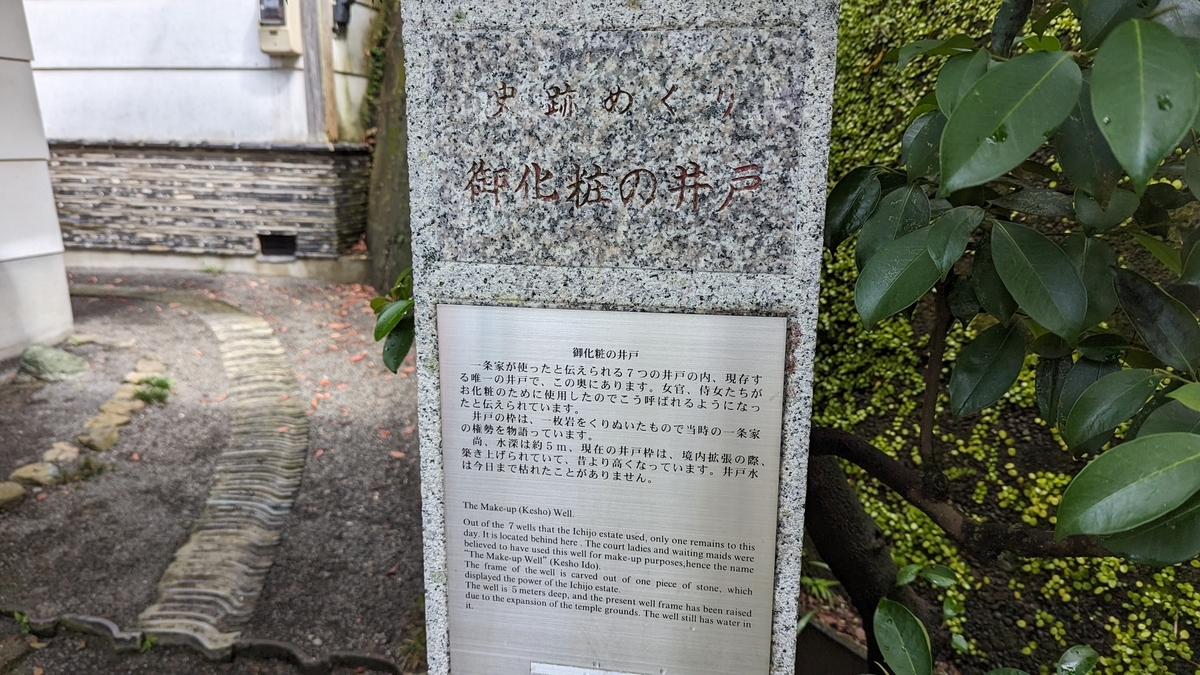 史跡めぐり
御化粧の井戸
御化粧の井戸
一条家が使ったと伝えられる７つの井戸の内、現存す
る唯一の井戸で、この奥にあります。女官、侍女たちが
お化粧のために使用したのでこう呼ばれるようになっ
たと伝えられています。
井戸の枠は、一枚岩をくりぬいたもので当時の一条家
の権勢を物語っています。
尚、水深は約５ｍ、現在の井戸枠は、境内拡張の際、
築き上げられていて、昔より高くなっています。井戸水
は今日まで枯れたことがありません。
The Make-up (Kesho) Well.
Out of the 7 wells that the Ichijo estate used, only one remains to this
day. It is located behind here . The court ladies and waiting maids were
believed to have used this well for make-up purposes,hence the name
“The Make-up Well” (Kesho Ido).
The frame of the well is carved out of one piece of stone, which
displayed the power of the Ichijo estate.
The well is 5 meters deep, and the present well frame has been raised
due to the expansion of the temple grounds. The well still has water in
it.